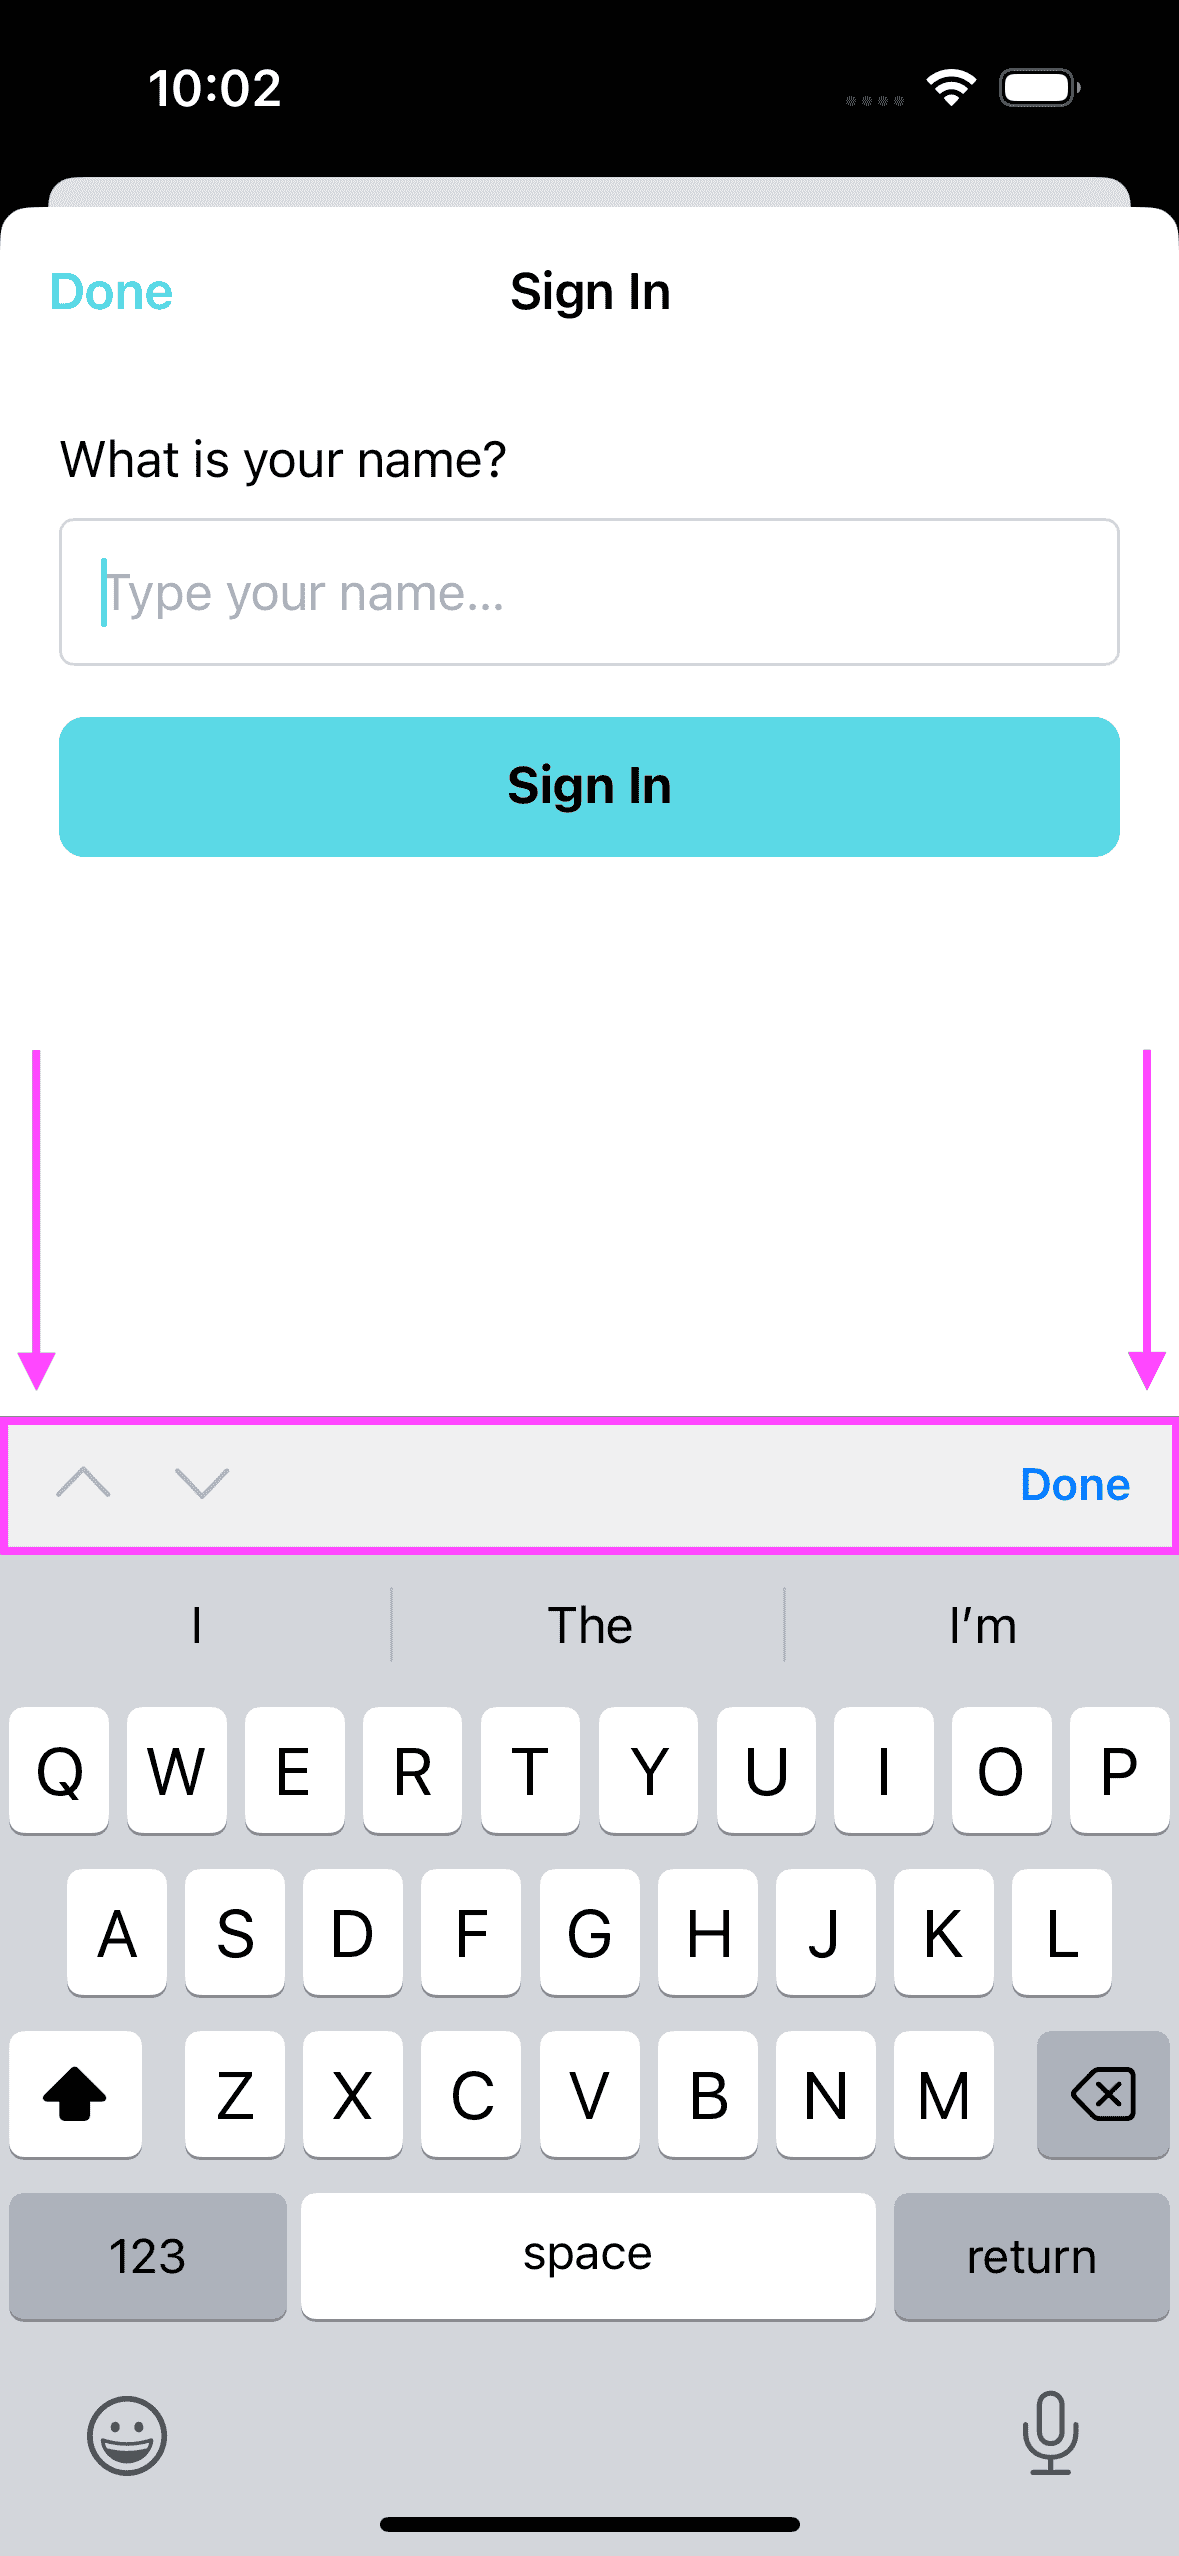 10:02
Done Sign In
What is your name?
Type your name...
Sign In
Done
I The I’m
Q W E R T Y U I O P
A S D F G H J K L
Z X C V B N M
123 space return